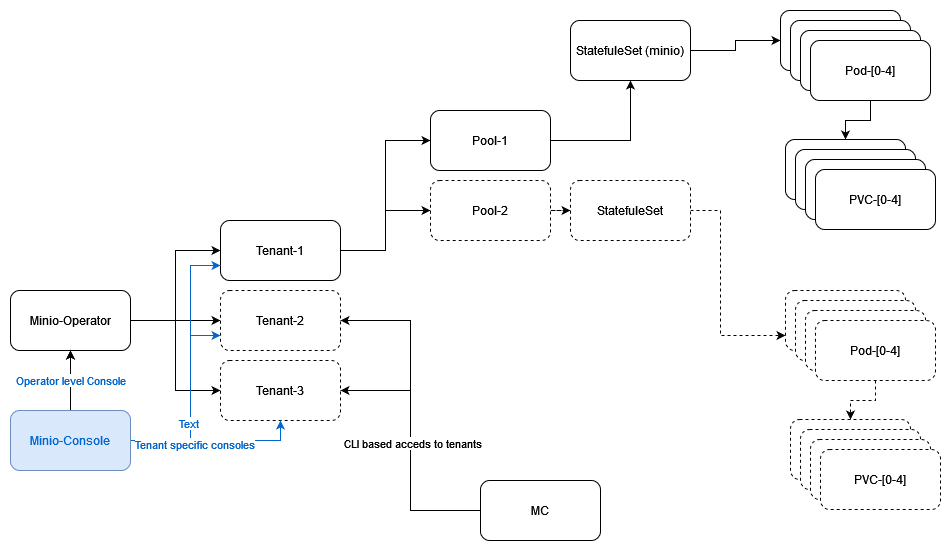 StatefuleSet (minio)
Pod-[0-4]
Pool-1
PVC-[0-4]
Pool-2
StatefuleSet
Tenant-1
Minio-Operator
Tenant-2
Pod-[0-4]
Operator level Console
Tenant-3
Text
Minio-Console
Tenant specific consoles
CLI based acceds to tenants
PVC-[0-4]
MC